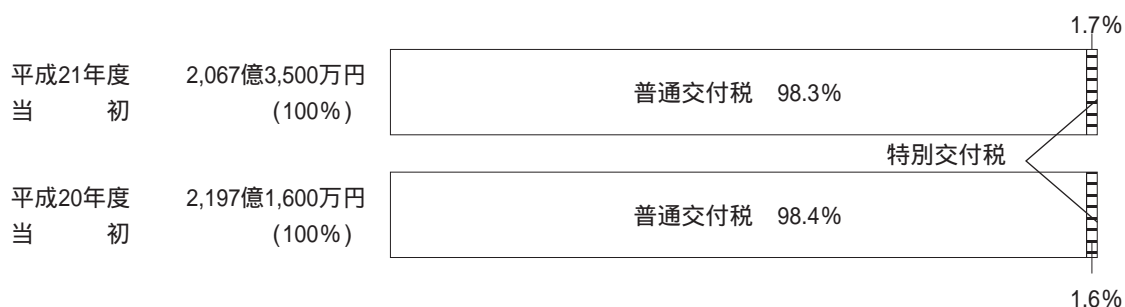 1.7%
平成21年度 2,067億3,500万円
当 初 (100%)
普通交付税 98.3%
特別交付税
平成20年度 2,197億1,600万円
当 初 (100%)
普通交付税 98.4%
1.6%